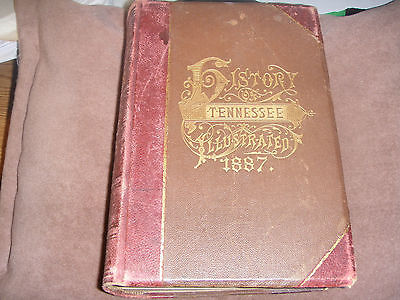 HISTORY
OF
TENNESSEE
ILLUSTRATED
1887.